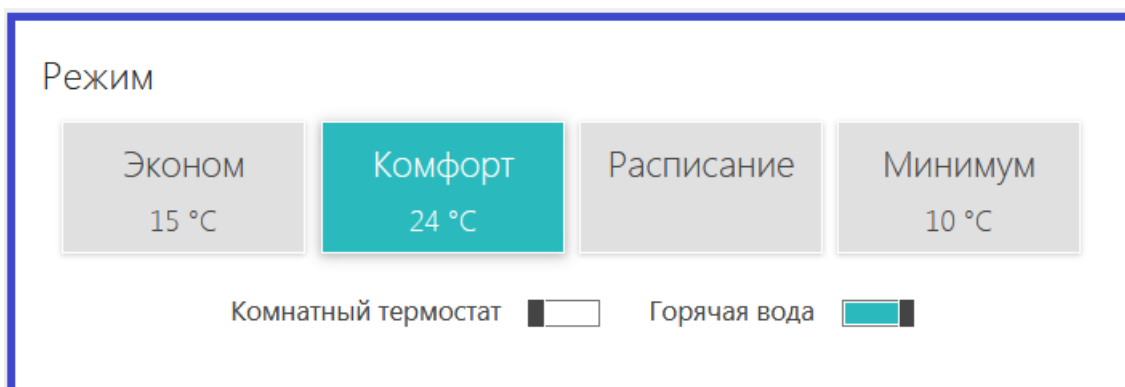 Режим
Эконом Комфорт Расписание Минимум
15 °C 24 °C 10 °C
Комнатный термостат Горячая вода